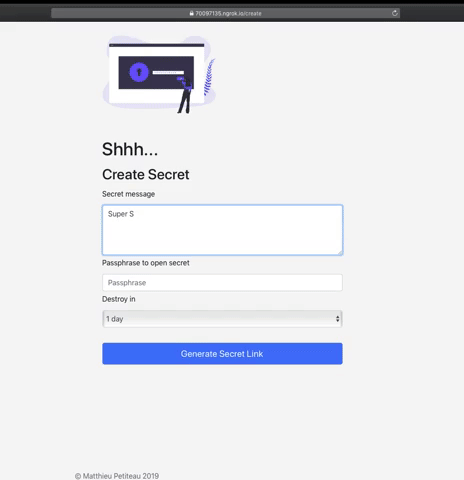 70097135.ngrok.io/create
Shhh...
Create Secret
Secret message
Super S
Passphrase to open secret
Passphrase
Destroy in
1 day
Generate Secret Link
© Matthieu Petiteau 2019